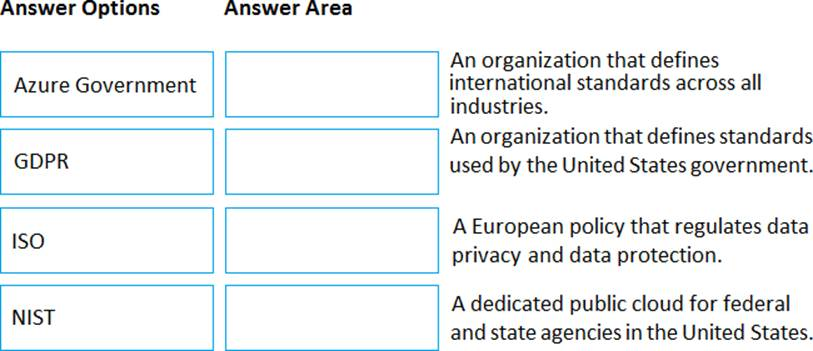 Answer Options Answer Area
Azure Government
An organization that defines
international standards across all
industries.
GDPR
An organization that defines standards
used by the United States government.
ISO
A European policy that regulates data
privacy and data protection.
NIST
A dedicated public cloud for federal
and state agencies in the United States.